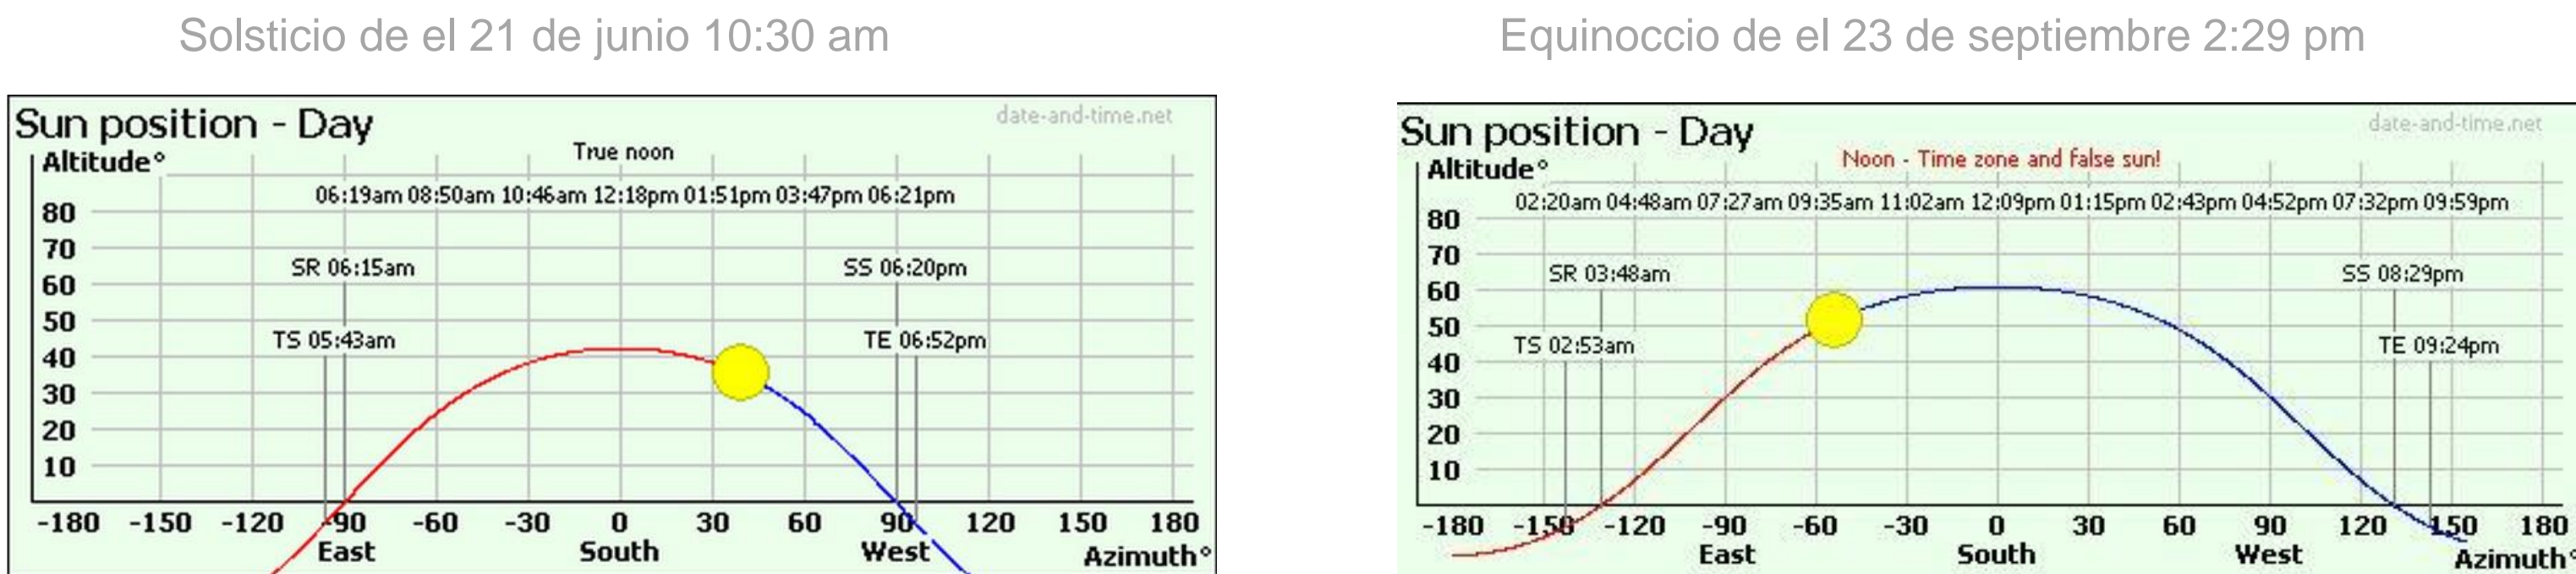 Solsticio de el 21 de junio 10:30 am
Sun position - Day
date-and-time.net
True noon
Altitude°
06:19am 08:50am 10:46am 12:18pm 01:51pm 03:47pm 06:21pm
80
70
SR 06:15am SS 06:20pm
60
50
TS 05:43am TE 06:52pm
40
30
20
10
-180 -150 -120 -90 -60 -30 0 30 60 90 120 150 180
East South West Azimuth°
Equinoccio de el 23 de septiembre 2:29 pm
Sun position - Day
date-and-time.net
Noon - Time zone and false sun!
Altitude°
02:20am 04:48am 07:27am 09:35am 11:02am 12:09pm 01:15pm 02:43pm 04:52pm 07:32pm 09:59pm
80
70
SR 03:48am SS 08:29pm
60
50
TS 02:53am TE 09:24pm
40
30
20
10
-180 -150 -120 -90 -60 -30 0 30 60 90 120 150 180
East South West Azimuth°